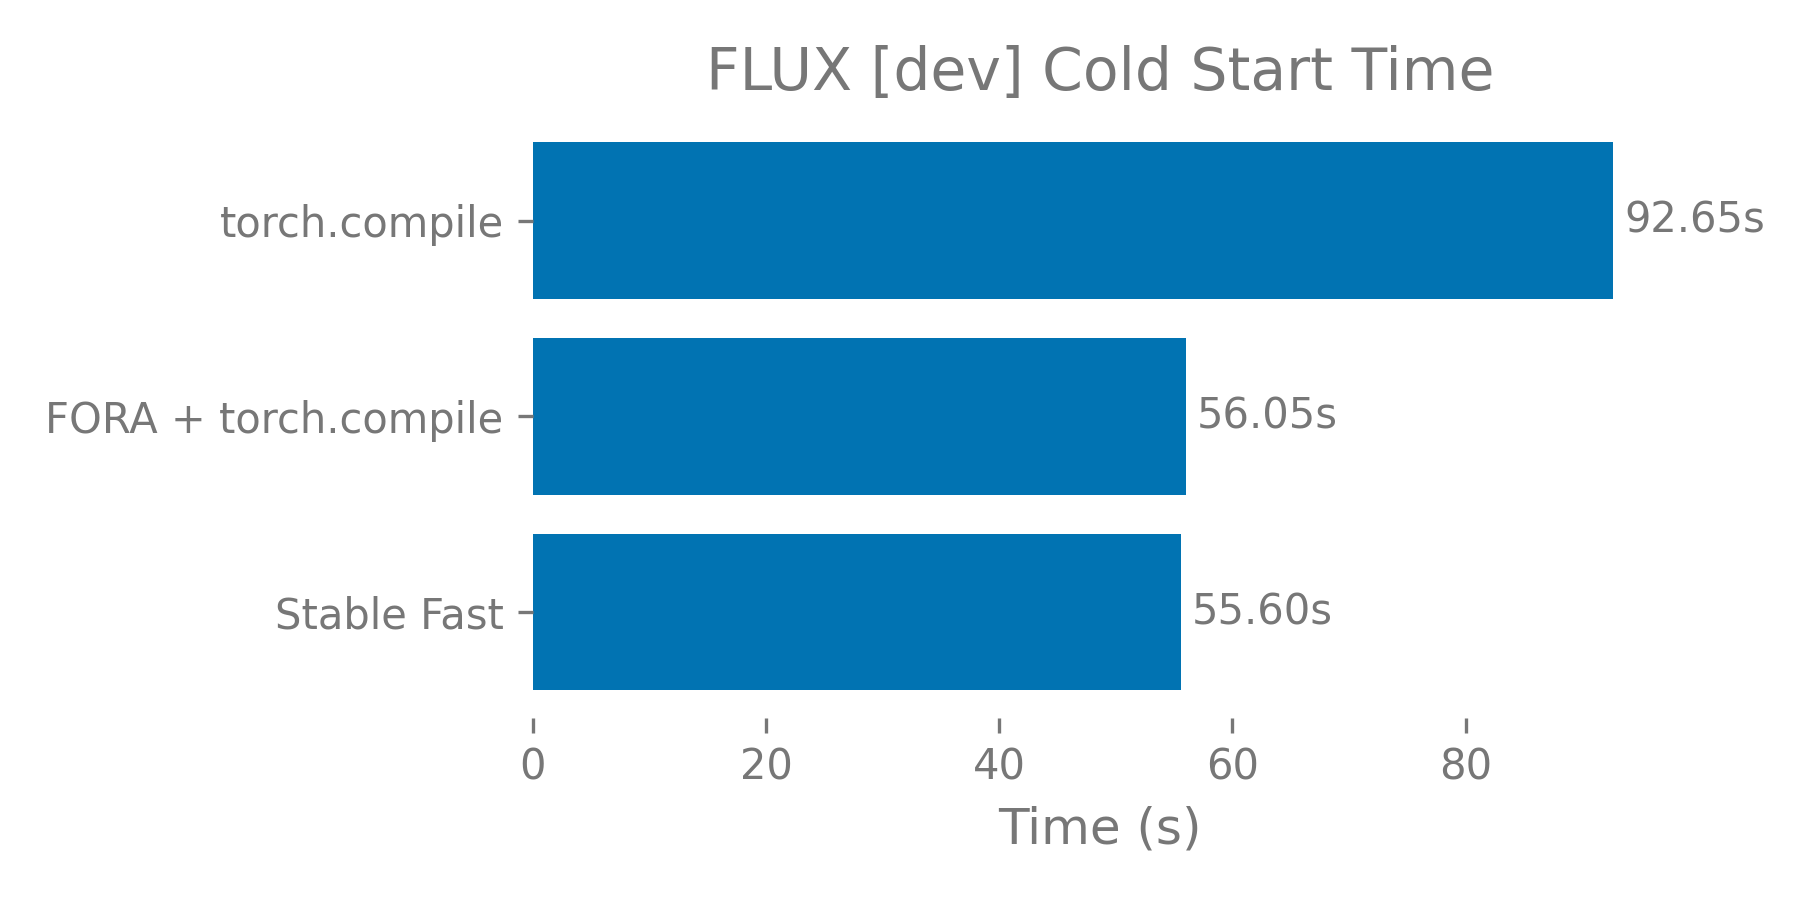 FLUX [dev] Cold Start Time
torch.compile
92.65s
FORA + torch.compile
56.05s
Stable Fast
55.60s
0 20 40 60 80
Time (s)